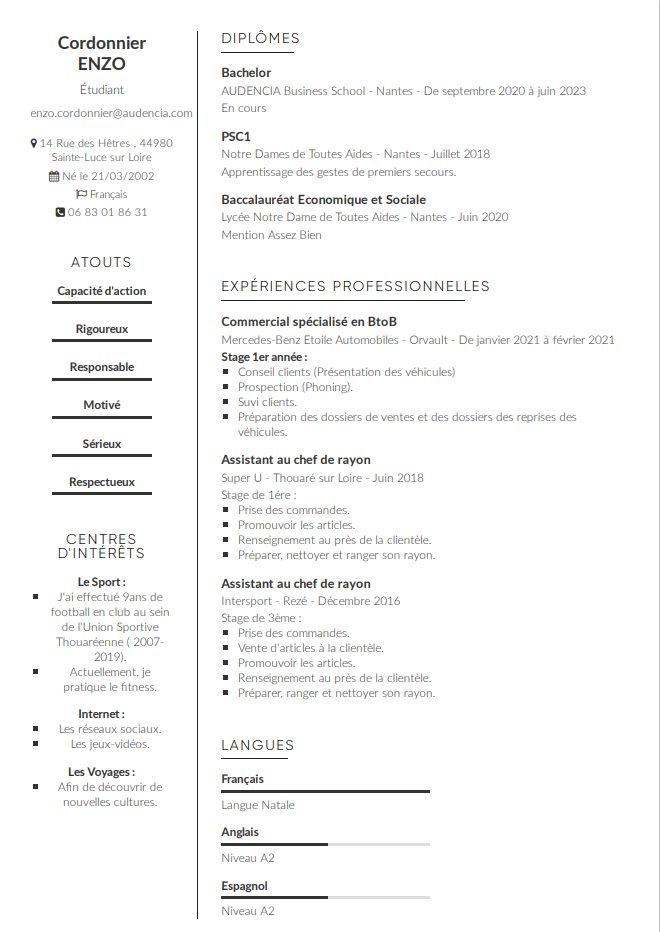 Cordonnier
ENZO
Étudiant
enzo.cordonnier@audencia.com
14 Rue des Hêtres , 44980
Sainte-Luce sur Loire
Né le 21/03/2002
Français
06 83 01 86 31
ATOUTS
Capacité d'action
Rigoureux
Responsable
Motivé
Sérieux
Respectueux
CENTRES
D'INTÉRÊTS
Le Sport :
J'ai effectué 9ans de
football en club au sein
de l'Union Sportive
Thouaréenne ( 2007-
2019).
Actuellement, je
pratique le fitness.
Internet :
Les réseaux sociaux.
Les jeux-vidéos.
Les Voyages :
Afin de découvrir de
nouvelles cultures.
DIPLÔMES
Bachelor
AUDENCIA Business School - Nantes - De septembre 2020 à juin 2023
En cours
PSC1
Notre Dames de Toutes Aides - Nantes - Juillet 2018
Apprentissage des gestes de premiers secours.
Baccalauréat Economique et Sociale
Lycée Notre Dame de Toutes Aides - Nantes - Juin 2020
Mention Assez Bien
EXPÉRIENCES PROFESSIONNELLES
Commercial spécialisé en BtoB
Mercedes-Benz Etoile Automobiles - Orvault - De janvier 2021 à février 2021
Stage 1er année :
Conseil clients (Présentation des véhicules)
Prospection (Phoning).
Suvi clients.
Préparation des dossiers de ventes et des dossiers des reprises des
véhicules.
Assistant au chef de rayon
Super U - Thouaré sur Loire - Juin 2018
Stage de 1ére :
Prise des commandes.
Promouvoir les articles.
Renseignement au près de la clientèle.
Préparer, nettoyer et ranger son rayon.
Assistant au chef de rayon
Intersport - Rezé - Décembre 2016
Stage de 3ème :
Prise des commandes.
Vente d'articles à la clientèle.
Promouvoir les articles.
Renseignement au près de la clientèle.
Préparer, ranger et nettoyer son rayon.
LANGUES
Français
Langue Natale
Anglais
Niveau A2
Espagnol
Niveau A2